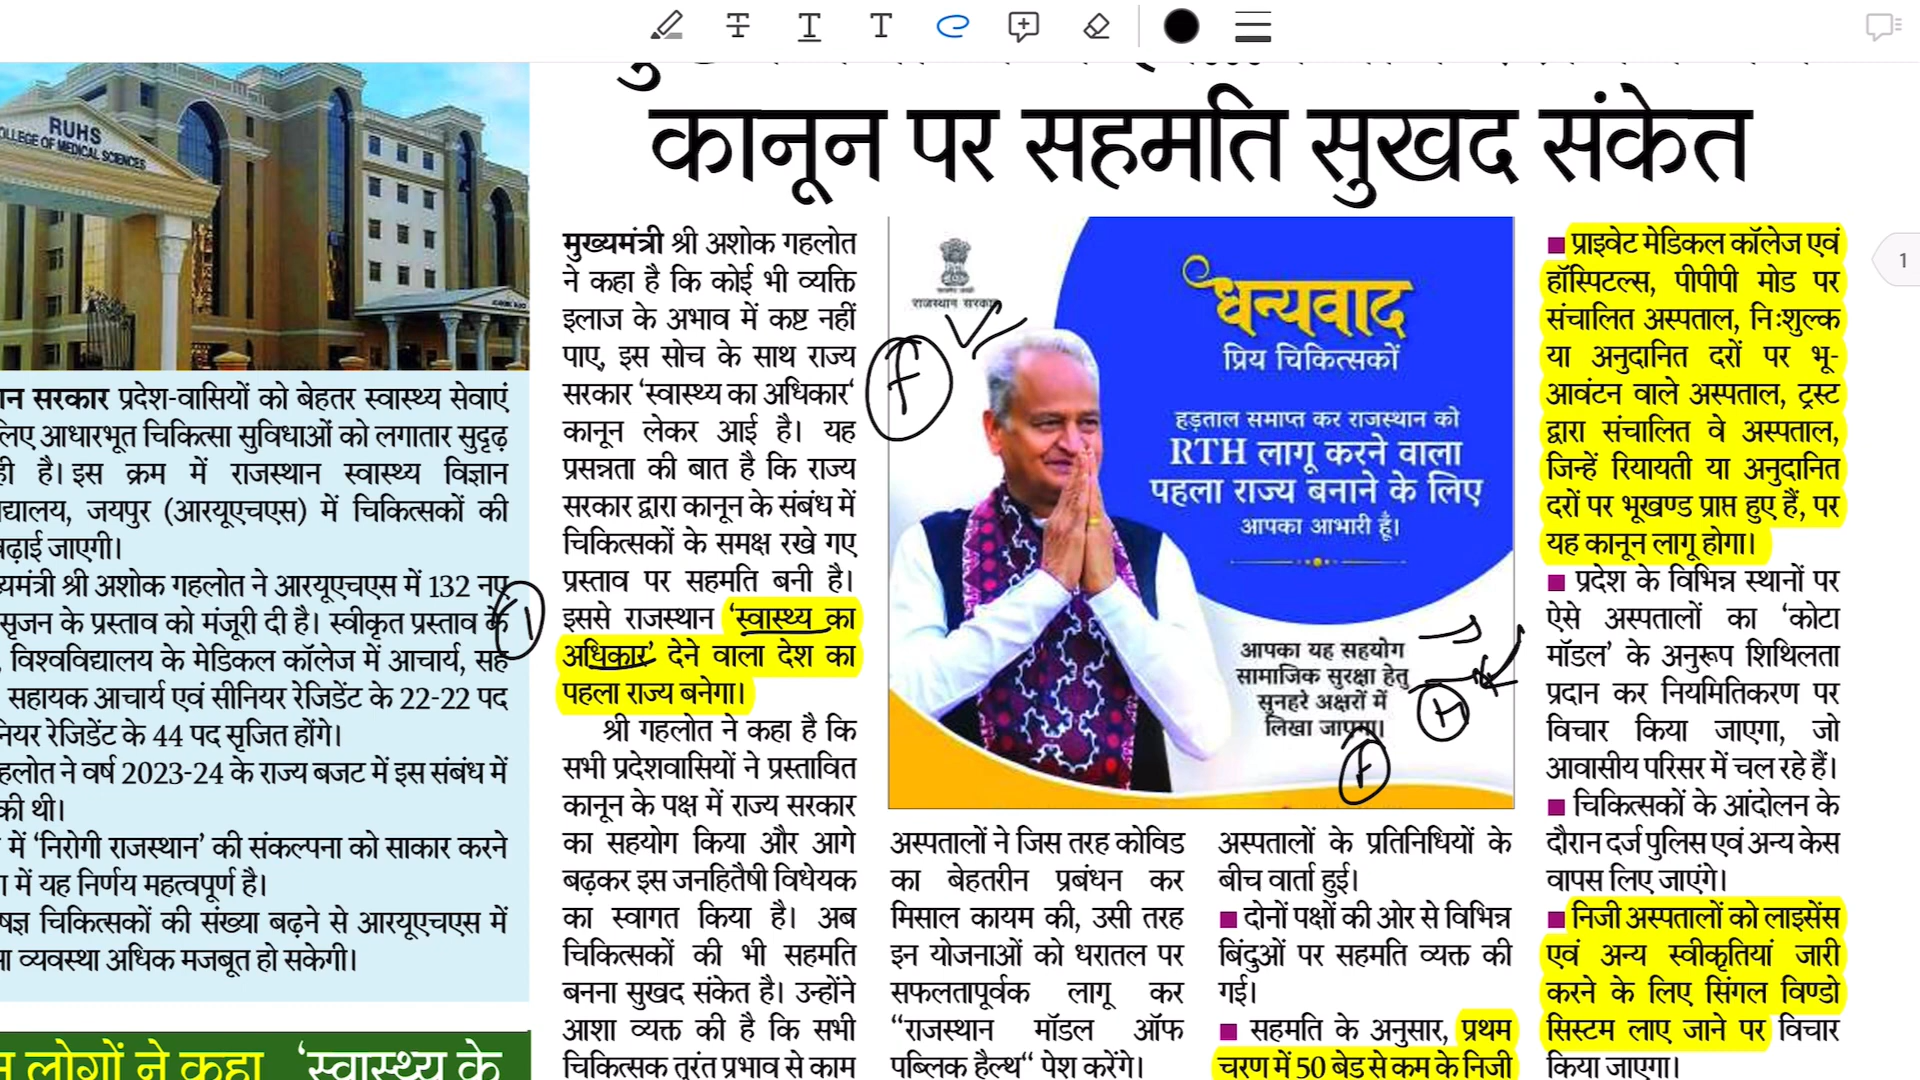 कानून पर सहमति सुखद संकेत
RUHS
COLLEGE OF MEDICAL SCIENCES
सरकार प्रदेश-वासियों को बेहतर स्वास्थ्य सेवाएं
लिए आधारभूत चिकित्सा सुविधाओं को लगातार सुदृढ़
है। इस क्रम में राजस्थान स्वास्थ्य विज्ञान
जयपुर (आरयूएचएस) में चिकित्सकों की
बढ़ाई जाएगी।
श्री अशोक गहलोत ने आरयूएचएस में 132 नए
सृजन के प्रस्ताव को मंजूरी दी है। स्वीकृत प्रस्ताव के
विश्वविद्यालय के मेडिकल कॉलेज में आचार्य, सह
सहायक आचार्य एवं सीनियर रेजिडेंट के 22-22 पद
रेजिडेंट के 44 पद सृजित होंगे।
ने वर्ष 2023-24 के राज्य बजट में इस संबंध में
की थी।
में ‘निरोगी राजस्थान’ की संकल्पना को साकार करने
में यह निर्णय महत्वपूर्ण है।
चिकित्सकों की संख्या बढ़ने से आरयूएचएस में
व्यवस्था अधिक मजबूत हो सकेगी।
लोगों ने कहा ‘स्वास्थ्य के
मुख्यमंत्री श्री अशोक गहलोत
ने कहा है कि कोई भी व्यक्ति
इलाज के अभाव में कष्ट नहीं
पाए, इस सोच के साथ राज्य
सरकार ‘स्वास्थ्य का अधिकार‘
कानून लेकर आई है। यह
प्रसन्नता की बात है कि राज्य
सरकार द्वारा कानून के संबंध में
चिकित्सकों के समक्ष रखे गए
प्रस्ताव पर सहमति बनी है।
इससे राजस्थान ‘स्वास्थ्य का
अधिकार’ देने वाला देश का
पहला राज्य बनेगा।
श्री गहलोत ने कहा है कि
सभी प्रदेशवासियों ने प्रस्तावित
कानून के पक्ष में राज्य सरकार
का सहयोग किया और आगे
बढ़कर इस जनहितैषी विधेयक
का स्वागत किया है। अब
चिकित्सकों की भी सहमति
बनना सुखद संकेत है। उन्होंने
आशा व्यक्त की है कि सभी
चिकित्सक तुरंत प्रभाव से काम
राजस्थान सरकार
धन्यवाद
प्रिय चिकित्सकों
हड़ताल समाप्त कर राजस्थान को
RTH लागू करने वाला
पहला राज्य बनाने के लिए
आपका आभारी हूँ।
आपका यह सहयोग
सामाजिक सुरक्षा हेतु
सुनहरे अक्षरों में
लिखा जाएगा।
अस्पतालों ने जिस तरह कोविड
का बेहतरीन प्रबंधन कर
मिसाल कायम की, उसी तरह
इन योजनाओं को धरातल पर
सफलतापूर्वक लागू कर
“राजस्थान मॉडल ऑफ
पब्लिक हैल्थ“ पेश करेंगे।
अस्पतालों के प्रतिनिधियों के
बीच वार्ता हुई।
■ दोनों पक्षों की ओर से विभिन्न
बिंदुओं पर सहमति व्यक्त की
गई।
■ सहमति के अनुसार, प्रथम
चरण में 50 बेड से कम के निजी
■ प्राइवेट मेडिकल कॉलेज एवं
हॉस्पिटल्स, पीपीपी मोड पर
संचालित अस्पताल, निःशुल्क
या अनुदानित दरों पर भू-
आवंटन वाले अस्पताल, ट्रस्ट
द्वारा संचालित वे अस्पताल,
जिन्हें रियायती या अनुदानित
दरों पर भूखण्ड प्राप्त हुए हैं, पर
यह कानून लागू होगा।
■ प्रदेश के विभिन्न स्थानों पर
ऐसे अस्पतालों का ‘कोटा
मॉडल’ के अनुरूप शिथिलता
प्रदान कर नियमितिकरण पर
विचार किया जाएगा, जो
आवासीय परिसर में चल रहे हैं।
■ चिकित्सकों के आंदोलन के
दौरान दर्ज पुलिस एवं अन्य केस
वापस लिए जाएंगे।
■ निजी अस्पतालों को लाइसेंस
एवं अन्य स्वीकृतियां जारी
करने के लिए सिंगल विण्डो
सिस्टम लाए जाने पर विचार
किया जाएगा।
1